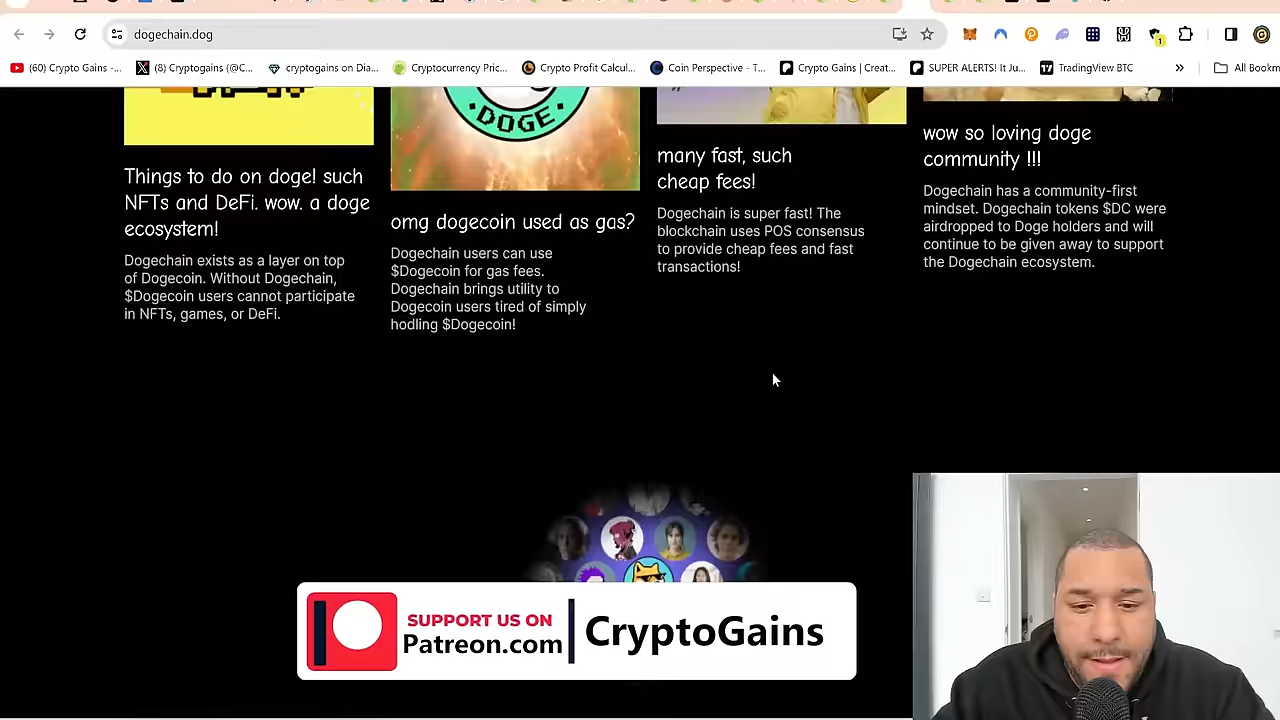 dogechain.dog
(60) Crypto Gains -...
(8) Cryptogains (@C...
cryptogains on Dia...
Cryptocurrency Pric...
Crypto Profit Calcul...
Coin Perspective - T...
Crypto Gains | Creat...
SUPER ALERTS! It Ju...
TradingView BTC
»
All Bookm
1
DOGE
Things to do on doge! such
NFTs and DeFi. wow. a doge
ecosystem!
Dogechain exists as a layer on top
of Dogecoin. Without Dogechain,
$Dogecoin users cannot participate
in NFTs, games, or DeFi.
omg dogecoin used as gas?
Dogechain users can use
$Dogecoin for gas fees.
Dogechain brings utility to
Dogecoin users tired of simply
hodling $Dogecoin!
many fast, such
cheap fees!
Dogechain is super fast! The
blockchain uses POS consensus
to provide cheap fees and fast
transactions!
wow so loving doge
community !!!
Dogechain has a community-first
mindset. Dogechain tokens $DC were
airdropped to Doge holders and will
continue to be given away to support
the Dogechain ecosystem.
SUPPORT US ON
Patreon.com
CryptoGains